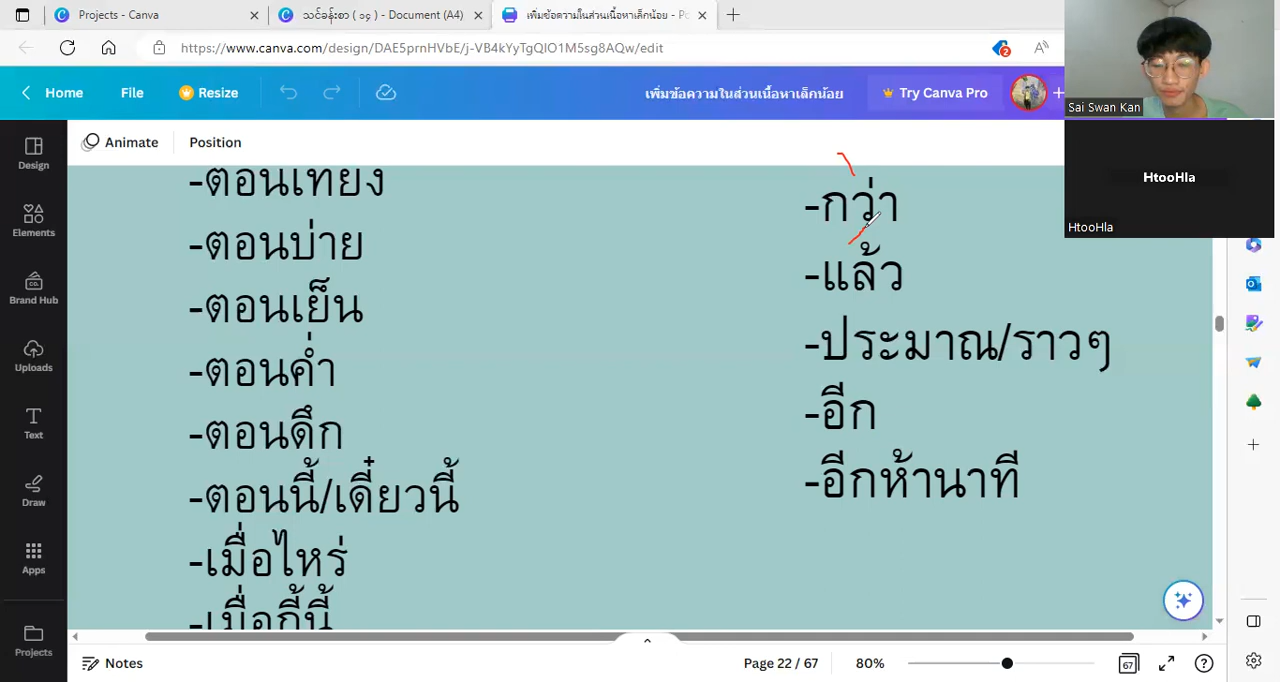 Projects - Canva
သင်ခန်းစာ ( ၁၄ ) - Document (A4)
เพิ่มข้อความในส่วนเนื้อหาเล็กน้อย - Po
https://www.canva.com/design/DAE5prnHVbE/j-VB4kYyTgQIO1M5sg8AQw/edit
2
Home
File
Resize
เพิ่มข้อความในส่วนเนื้อหาเล็กน้อย
Try Canva Pro
Sai Swan Kan
HtooHla
HtooHla
Animate
Position
Design
Elements
Brand Hub
Uploads
Text
Draw
Apps
Projects
-ตอนเที่ยง
-ตอนบ่าย
-ตอนเย็น
-ตอนค่ำ
-ตอนดึก
-ตอนนี้/เดี๋ยวนี้
-เมื่อไหร่
-เมื่อกี้นี้
-กว่า
-แล้ว
-ประมาณ/ราวๆ
-อีก
-อีกห้านาที
Notes
Page 22 / 67
80%
67